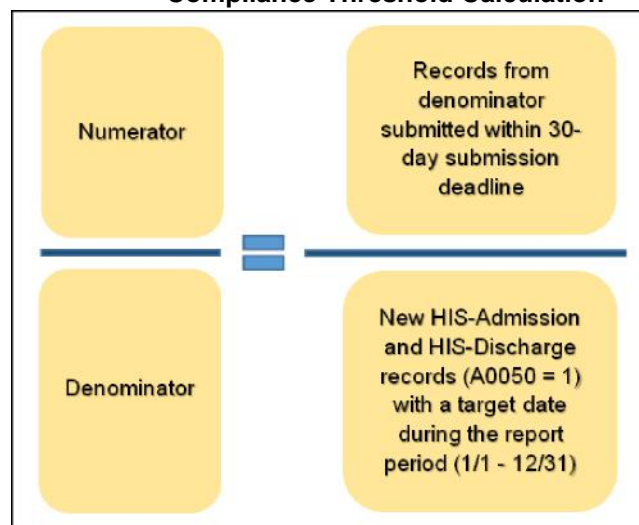 Compliance Threshold Calculation
Numerator
Records from
denominator
submitted within 30-
day submission
deadline
Denominator
New HIS-Admission
and HIS-Discharge
records (A0050 = 1)
with a target date
during the report
period (1/1 - 12/31)